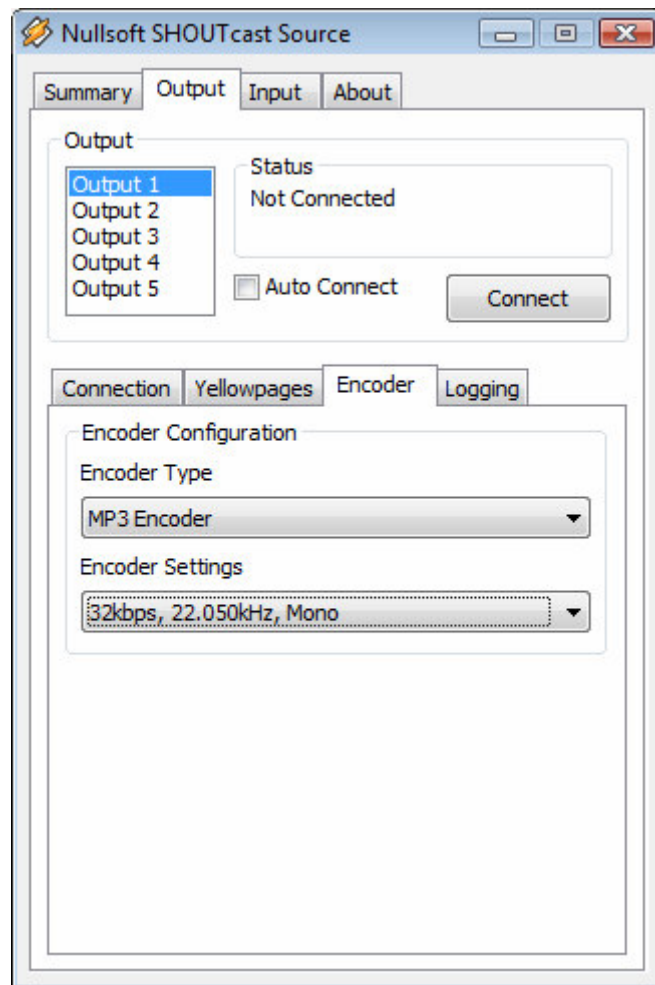 Nullsoft SHOUTcast Source
Summary Output Input About
Output
Output 1
Output 2
Output 3
Output 4
Output 5
Status
Not Connected
Auto Connect
Connect
Connection Yellowpages Encoder Logging
Encoder Configuration
Encoder Type
MP3 Encoder
Encoder Settings
32kbps, 22.050kHz, Mono